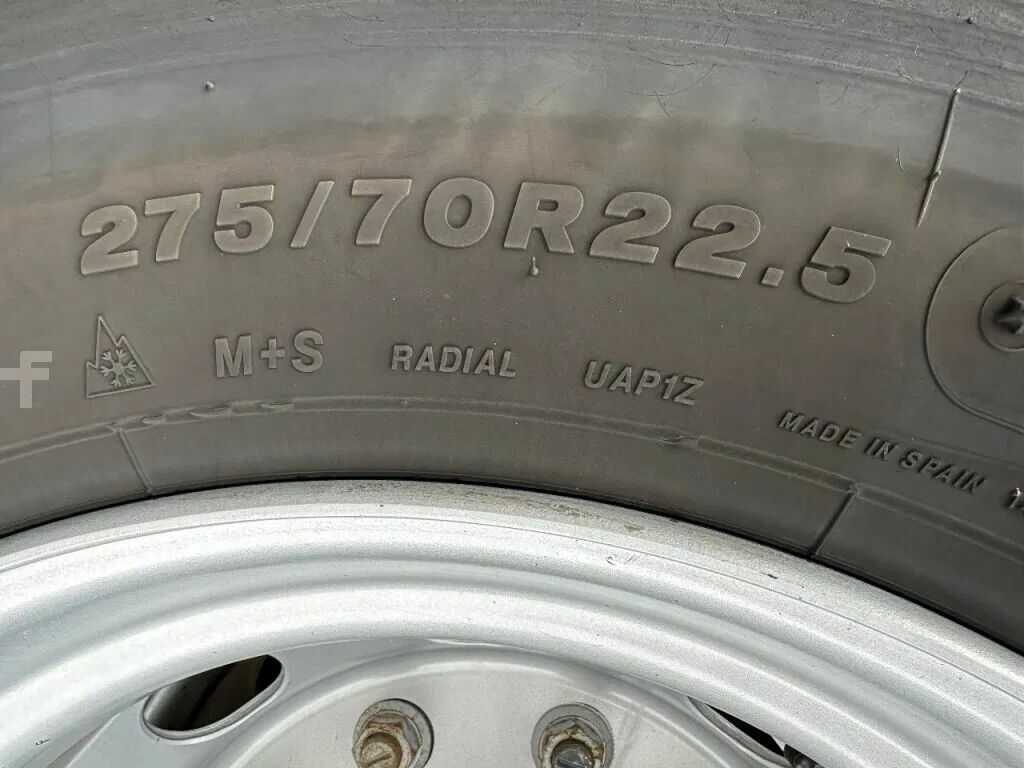 275/70R22.5
M+S RADIAL UAP1Z
MADE IN SPAIN